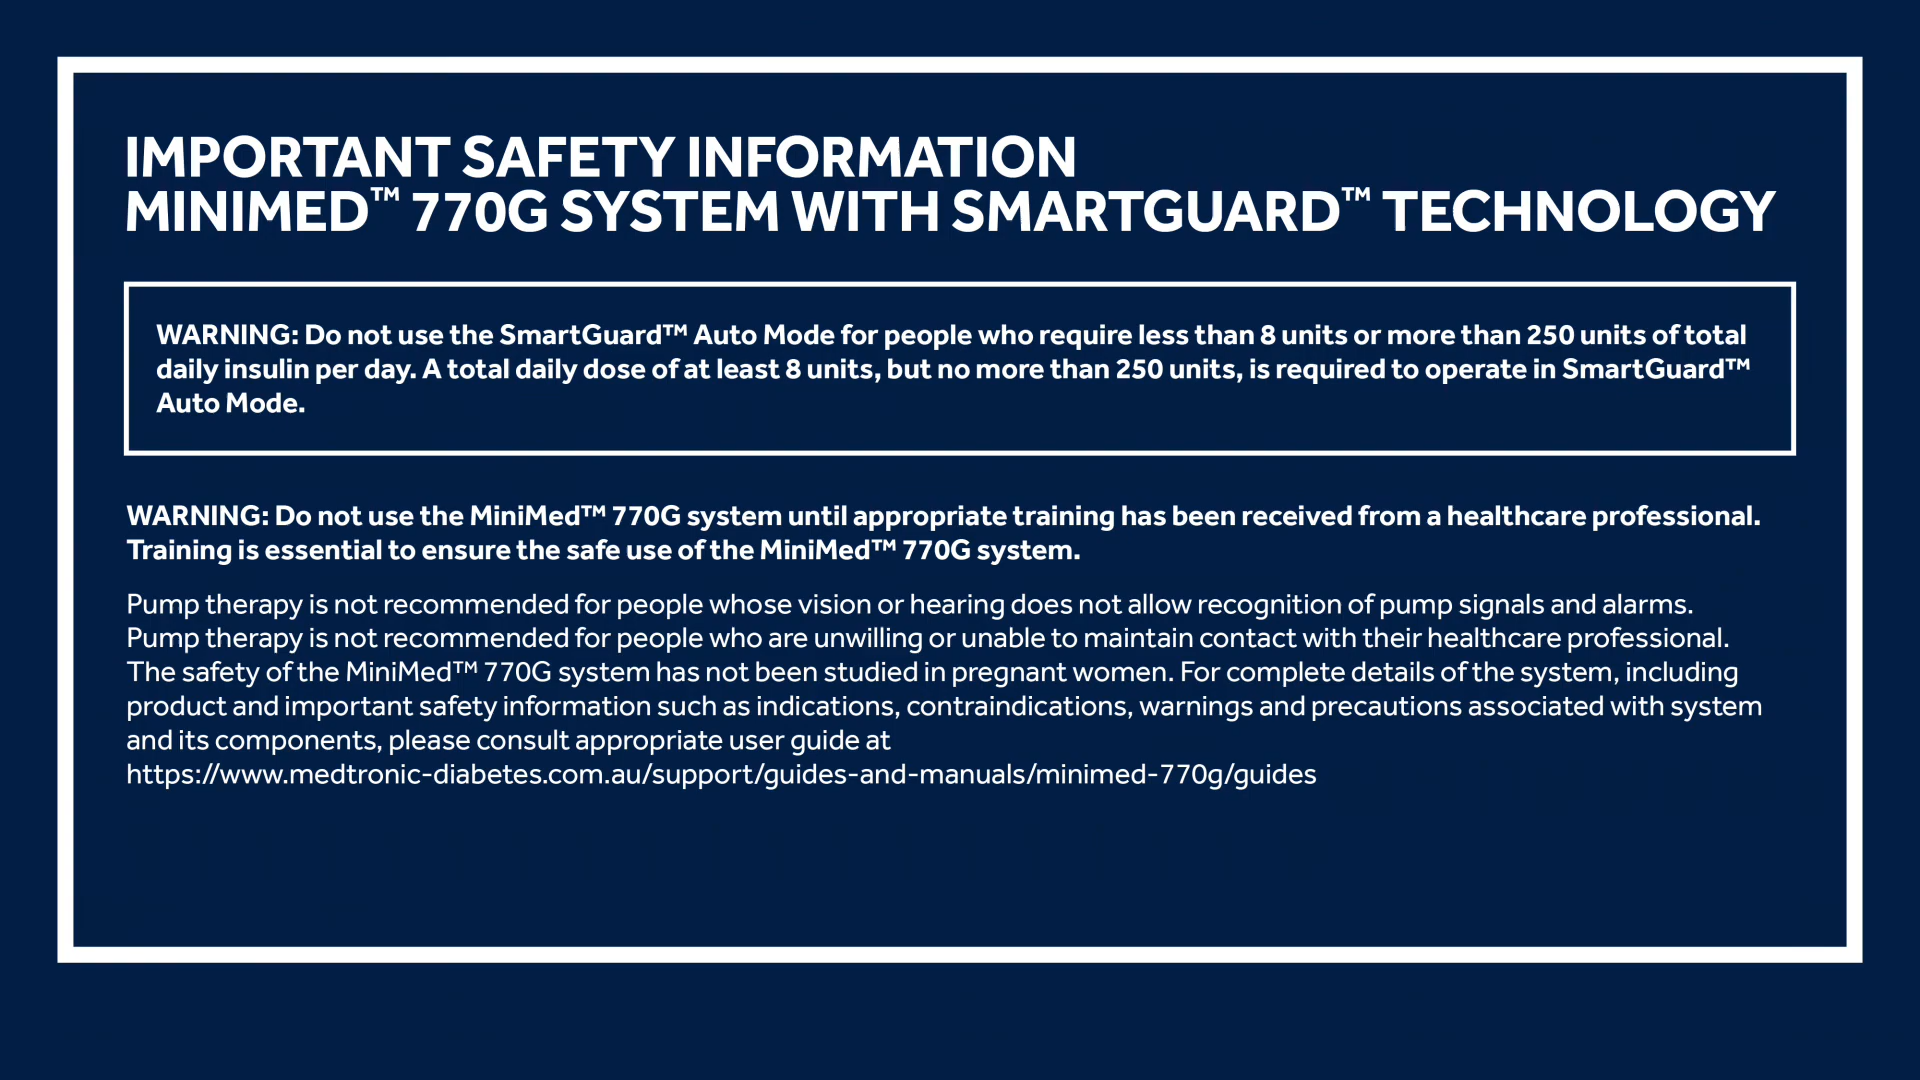 IMPORTANT SAFETY INFORMATION
MINIMED™ 770G SYSTEM WITH SMARTGUARD™ TECHNOLOGY
WARNING: Do not use the SmartGuard™ Auto Mode for people who require less than 8 units or more than 250 units of total
daily insulin per day. A total daily dose of at least 8 units, but no more than 250 units, is required to operate in SmartGuard™
Auto Mode.
WARNING: Do not use the MiniMed™ 770G system until appropriate training has been received from a healthcare professional.
Training is essential to ensure the safe use of the MiniMed™ 770G system.
Pump therapy is not recommended for people whose vision or hearing does not allow recognition of pump signals and alarms.
Pump therapy is not recommended for people who are unwilling or unable to maintain contact with their healthcare professional.
The safety of the MiniMed™ 770G system has not been studied in pregnant women. For complete details of the system, including
product and important safety information such as indications, contraindications, warnings and precautions associated with system
and its components, please consult appropriate user guide at
https://www.medtronic-diabetes.com.au/support/guides-and-manuals/minimed-770g/guides